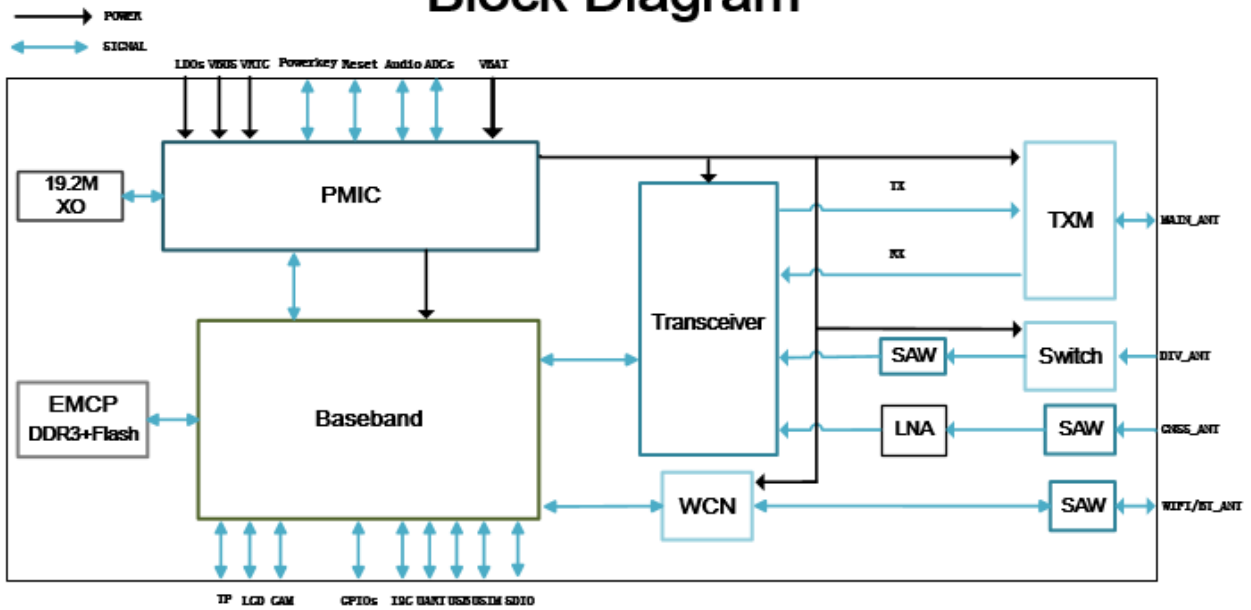 Block Diagram
POWER
SIGNAL
LDOs VBUS VRTC Powerkey Reset Audio ADCs VBAT
19.2M
XO
PMIC
TX
TXM
MAIN_ANT
RX
Transceiver
SAW
Switch
DIV_ANT
EMCP
DDR3+Flash
Baseband
LNA
SAW
GNSS_ANT
WCN
SAW
WIFI/BT_ANT
TP LCD CAM GPIOs I2C UART USB USIM SDIO